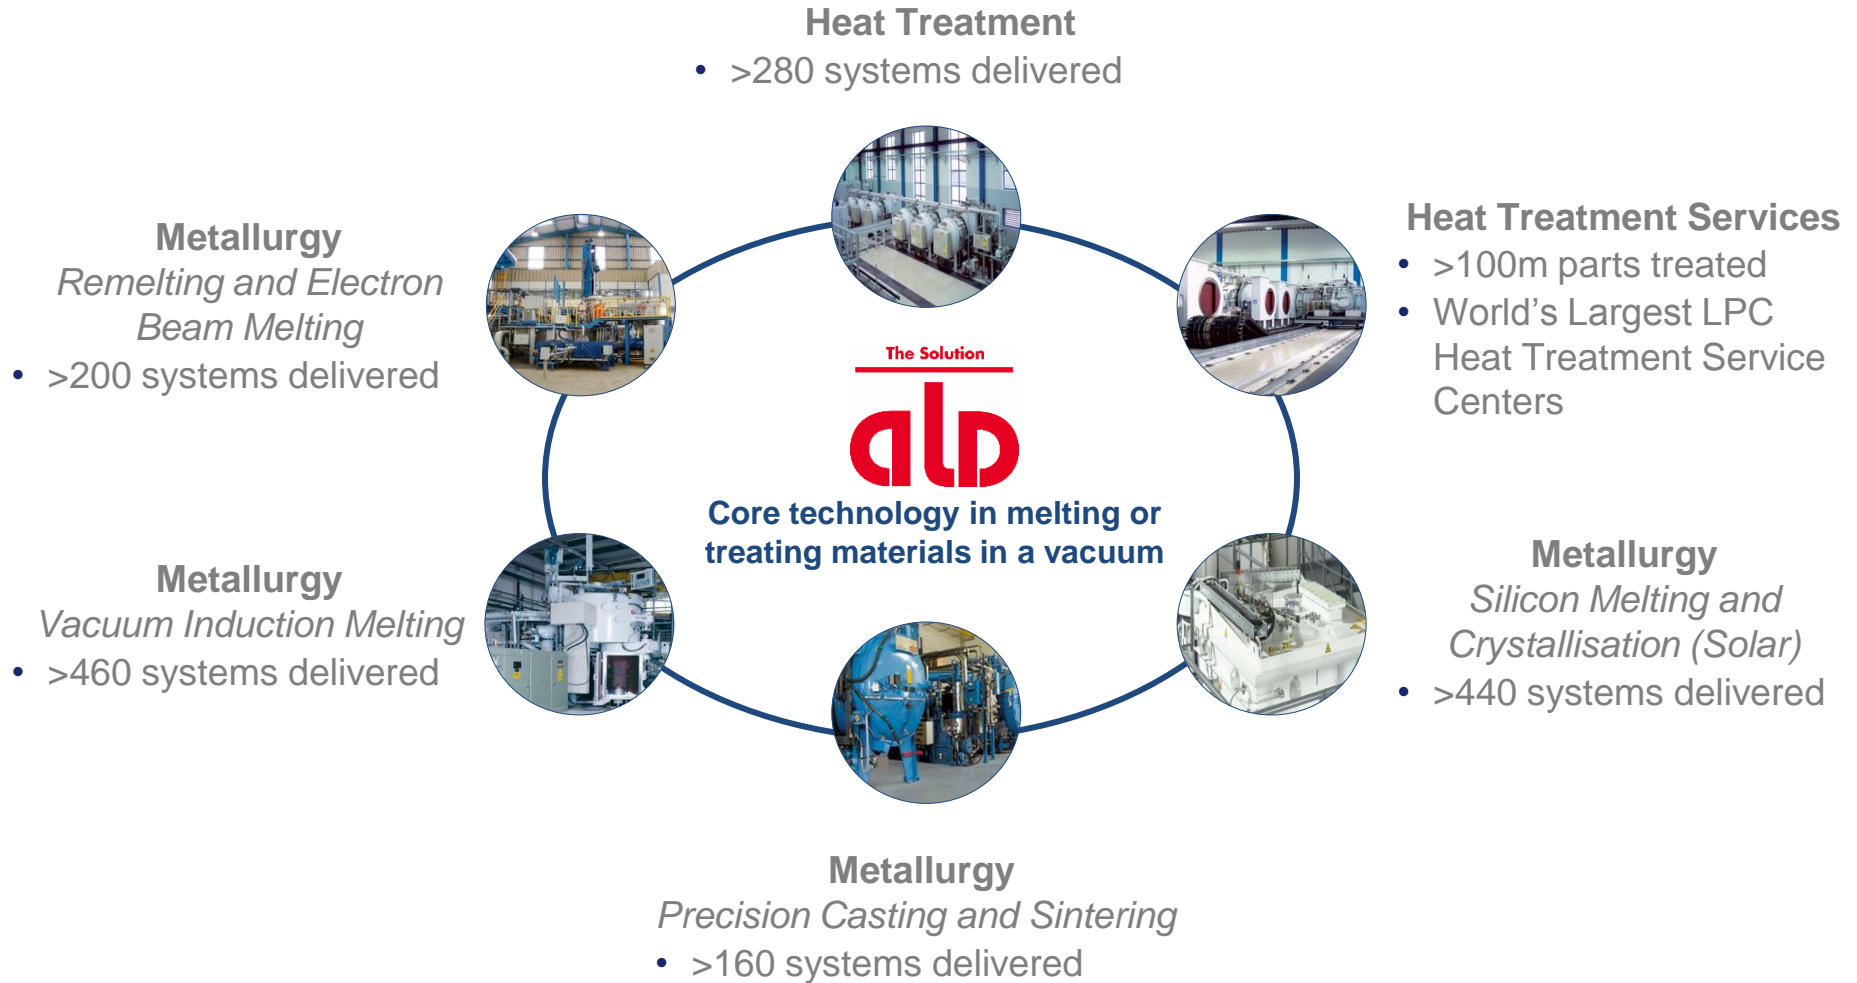 Heat Treatment
• >280 systems delivered
Metallurgy
Remelting and Electron
Beam Melting
• >200 systems delivered
Heat Treatment Services
• >100m parts treated
• World’s Largest LPC
Heat Treatment Service
Centers
The Solution
ald
Core technology in melting or
treating materials in a vacuum
Metallurgy
Vacuum Induction Melting
• >460 systems delivered
Metallurgy
Silicon Melting and
Crystallisation (Solar)
• >440 systems delivered
Metallurgy
Precision Casting and Sintering
• >160 systems delivered